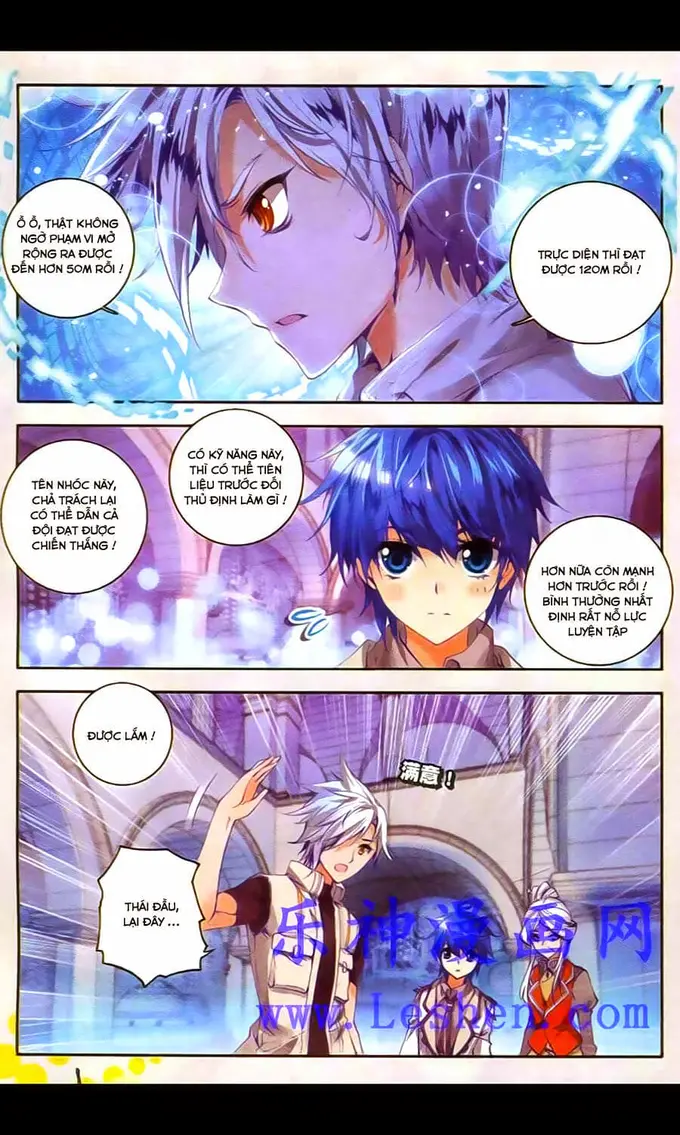 Ồ Ồ, THẬT KHÔNG
NGỜ PHẠM VI MỞ
RỘNG RA ĐƯỢC
ĐẾN HƠN 50M RỒI !
TRỰC DIỆN THÌ ĐẠT
ĐƯỢC 120M RỒI !
TÊN NHÓC NÀY,
CHẢ TRÁCH LẠI
CÓ THỂ DẪN CẢ
ĐỘI ĐẠT ĐƯỢC
CHIẾN THẮNG !
CÓ KỸ NĂNG NÀY,
THÌ CÓ THỂ TIÊN
LIỆU TRƯỚC ĐỐI
THỦ ĐỊNH LÀM GÌ !
HƠN NỮA CÒN MẠNH
HƠN TRƯỚC RỒI !
BÌNH THƯỜNG NHẤT
ĐỊNH RẤT NỖ LỰC
LUYỆN TẬP
ĐƯỢC LẮM !
满意！
THÁI ĐẨU,
LẠI ĐÂY ...
乐神漫画网
www.Leshen.com